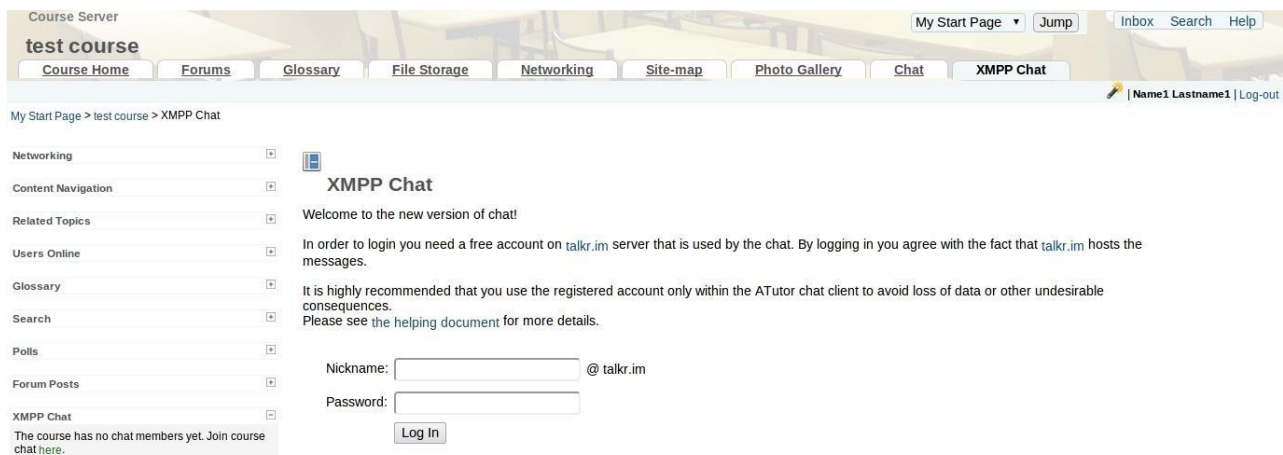 Course Server
My Start Page Jump Inbox Search Help
test course
Course Home Forums Glossary File Storage Networking Site-map Photo Gallery Chat XMPP Chat
| Name1 Lastname1 | Log-out
My Start Page > test course > XMPP Chat
Networking
Content Navigation
Related Topics
Users Online
Glossary
Search
Polls
Forum Posts
XMPP Chat
The course has no chat members yet. Join course
chat here.
XMPP Chat
Welcome to the new version of chat!
In order to login you need a free account on talkr.im server that is used by the chat. By logging in you agree with the fact that talkr.im hosts the
messages.
It is highly recommended that you use the registered account only within the ATutor chat client to avoid loss of data or other undesirable
consequences.
Please see the helping document for more details.
Nickname: @ talkr.im
Password:
Log In